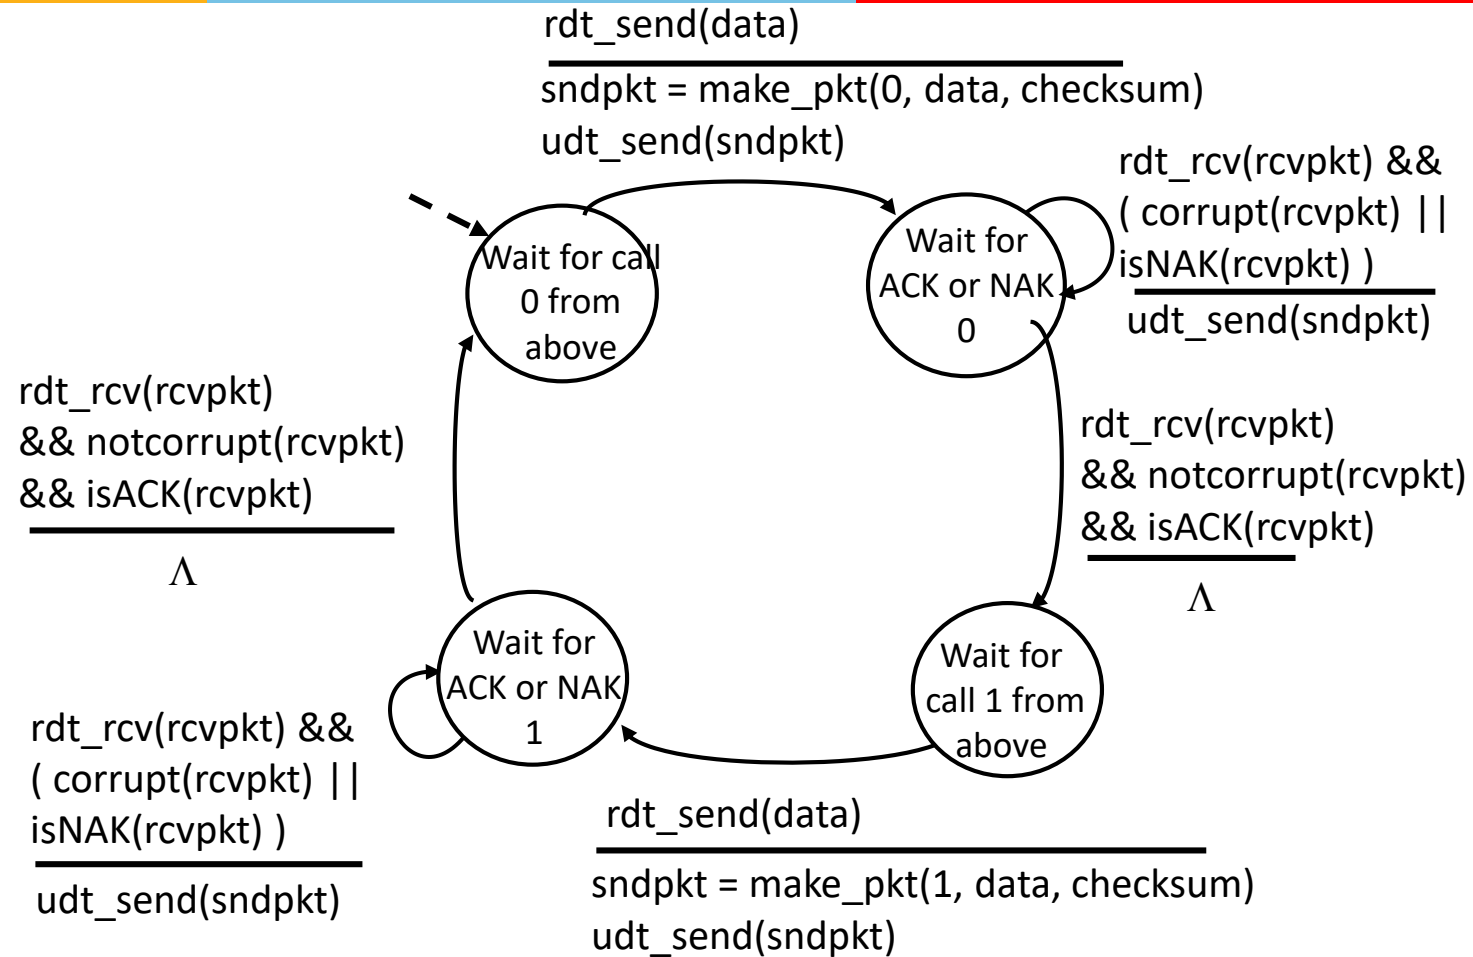 rdt_send(data)
sndpkt = make_pkt(0, data, checksum)
udt_send(sndpkt)
rdt_rcv(rcvpkt) &&
( corrupt(rcvpkt) ||
isNAK(rcvpkt) )
udt_send(sndpkt)
Wait for call
0 from
above
Wait for
ACK or NAK
0
rdt_rcv(rcvpkt)
&& notcorrupt(rcvpkt)
&& isACK(rcvpkt)
Λ
rdt_rcv(rcvpkt)
&& notcorrupt(rcvpkt)
&& isACK(rcvpkt)
Λ
Wait for
ACK or NAK
1
Wait for
call 1 from
above
rdt_rcv(rcvpkt) &&
( corrupt(rcvpkt) ||
isNAK(rcvpkt) )
udt_send(sndpkt)
rdt_send(data)
sndpkt = make_pkt(1, data, checksum)
udt_send(sndpkt)